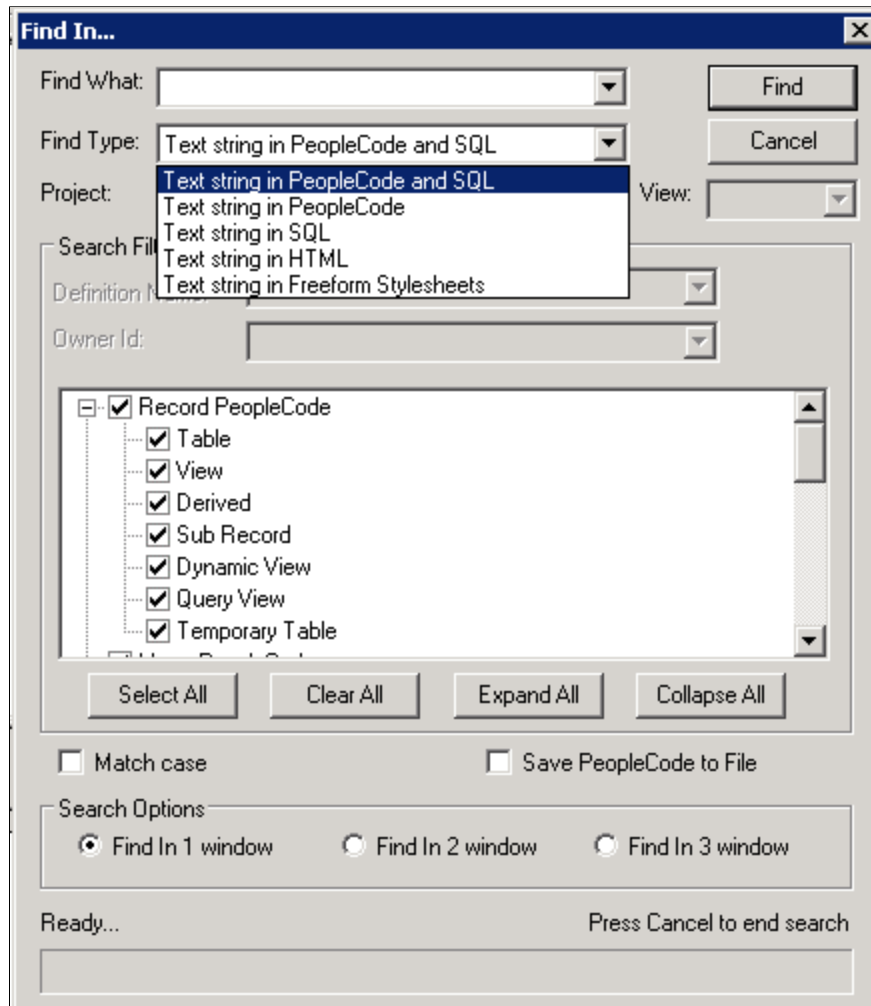 Find In...
Find What:
Find
Find Type: Text string in PeopleCode and SQL
Cancel
Text string in PeopleCode and SQL
Project:
View:
Text string in PeopleCode
Text string in SQL
Search
Text string in HTML
Definition
Text string in Freeform Stylesheets
Owner Id:
Record PeopleCode
Table
View
Derived
Sub Record
Dynamic View
Query View
Temporary Table
Select All Clear All Expand All Collapse All
Match case Save PeopleCode to File
Search Options
Find In 1 window Find In 2 window Find In 3 window
Ready... Press Cancel to end search